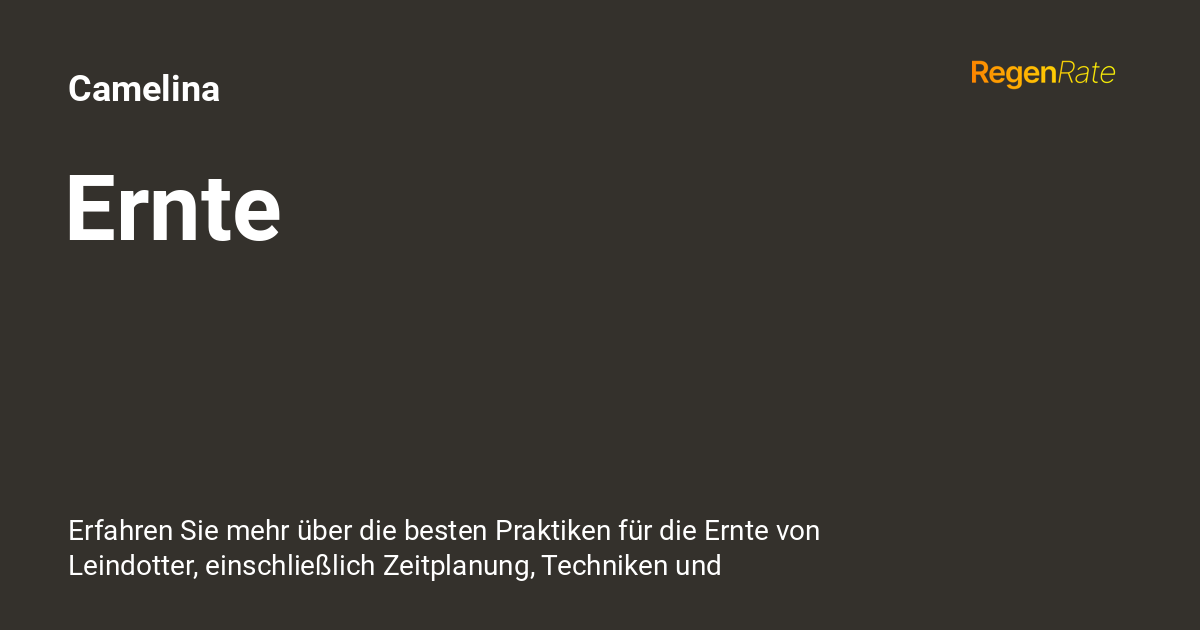 Camelina
RegenRate
Ernte
Erfahren Sie mehr über die besten Praktiken für die Ernte von
Leindotter, einschließlich Zeitplanung, Techniken und